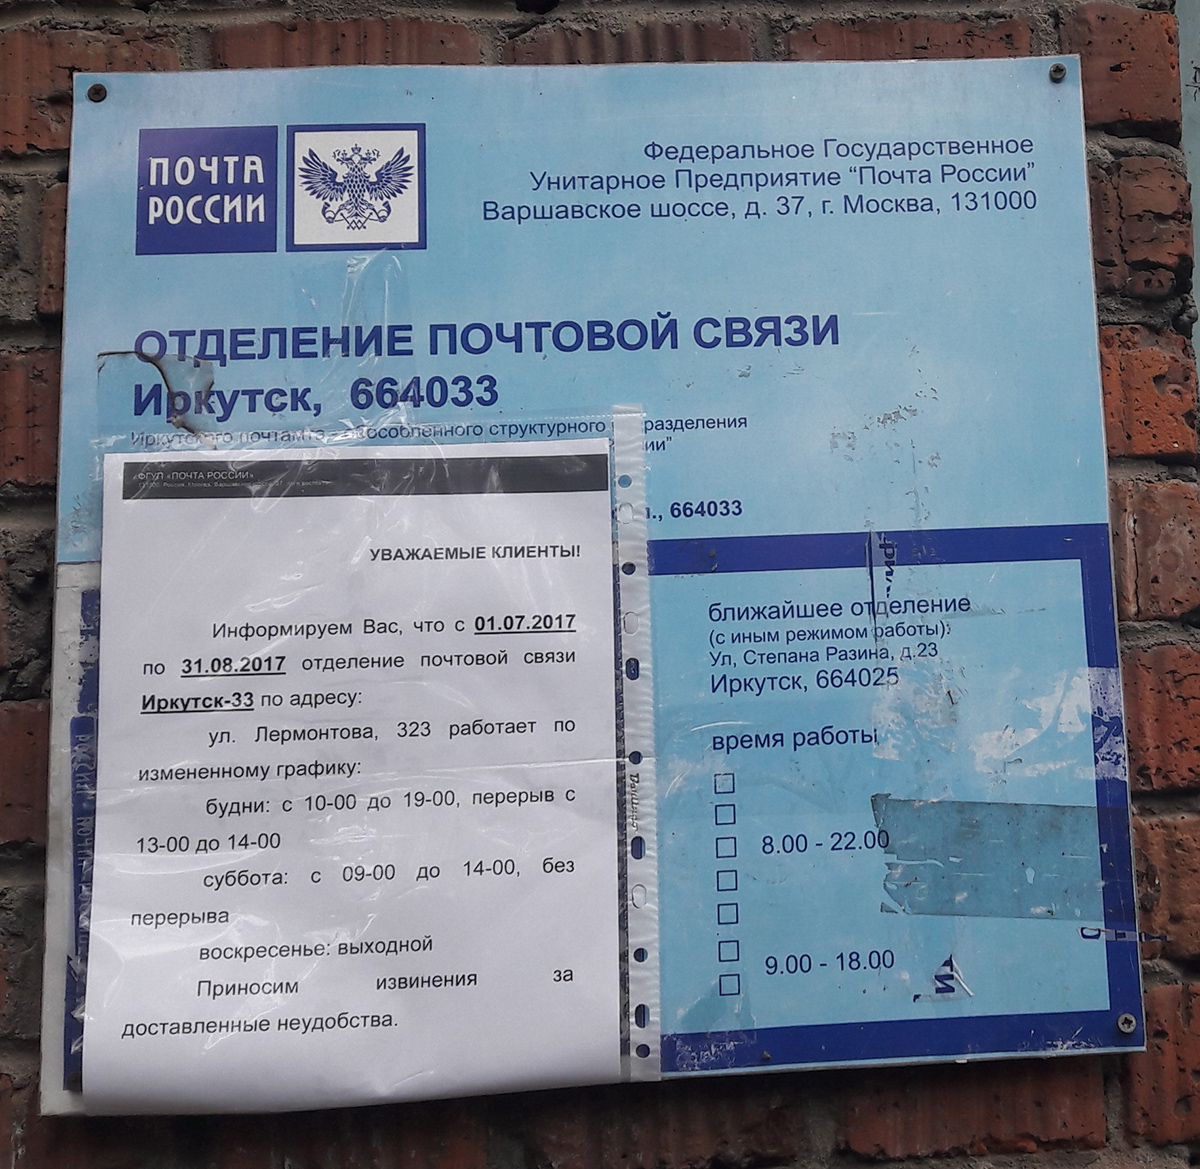 ПОЧТА
РОССИИ
Федеральное Государственное
Унитарное Предприятие “Почта России”
Варшавское шоссе, д. 37, г. Москва, 131000
ОТДЕЛЕНИЕ ПОЧТОВОЙ СВЯЗИ
Иркутск, 664033
Иркутского почтамта - обособленного структурного разделения
ии”
., 664033
ФГУП «ПОЧТА РОССИИ»
УВАЖАЕМЫЕ КЛИЕНТЫ!
Информируем Вас, что с 01.07.2017
по 31.08.2017 отделение почтовой связи
Иркутск-33 по адресу:
ул. Лермонтова, 323 работает по
измененному графику:
будни: с 10-00 до 19-00, перерыв с
13-00 до 14-00
суббота: с 09-00 до 14-00, без
перерыва
воскресенье: выходной
Приносим извинения за
доставленные неудобства.
ближайшее отделение
(с иным режимом работы):
Ул, Степана Разина, д.23
Иркутск, 664025
время работы
8.00 - 22.00
9.00 - 18.00